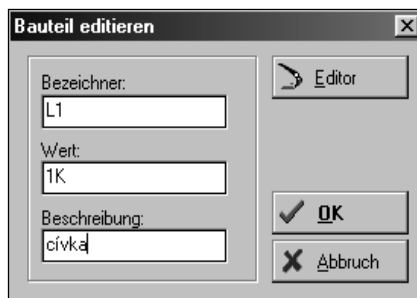 Bauteil editieren
Bezeichner:
L1
Wert:
1K
Beschreibung:
cívka
Editor
OK
Abbruch